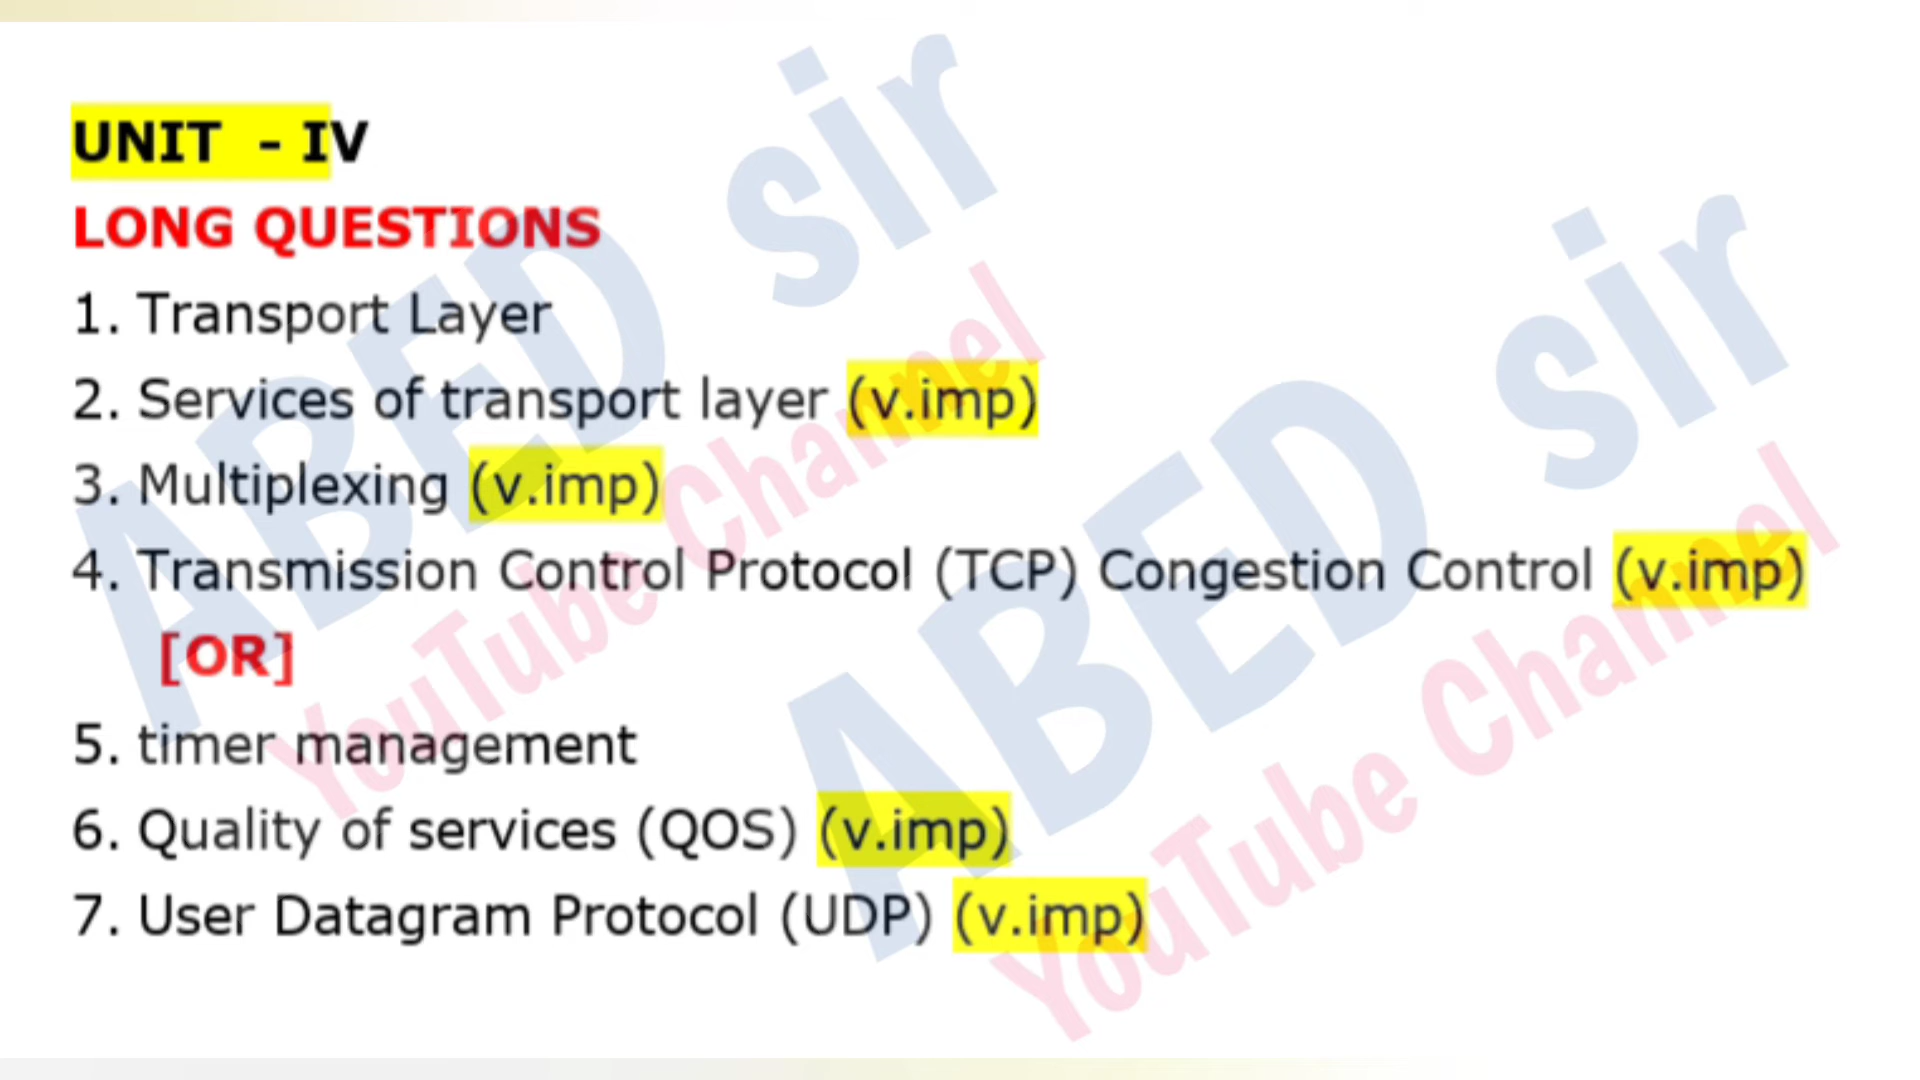 UNIT - IV
LONG QUESTIONS
1. Transport Layer
2. Services of transport layer (v.imp)
3. Multiplexing (v.imp)
4. Transmission Control Protocol (TCP) Congestion Control (v.imp)
[OR]
5. timer management
6. Quality of services (QOS) (v.imp)
7. User Datagram Protocol (UDP) (v.imp)
ABED sir
YouTube Channel
ABED sir
YouTube Channel